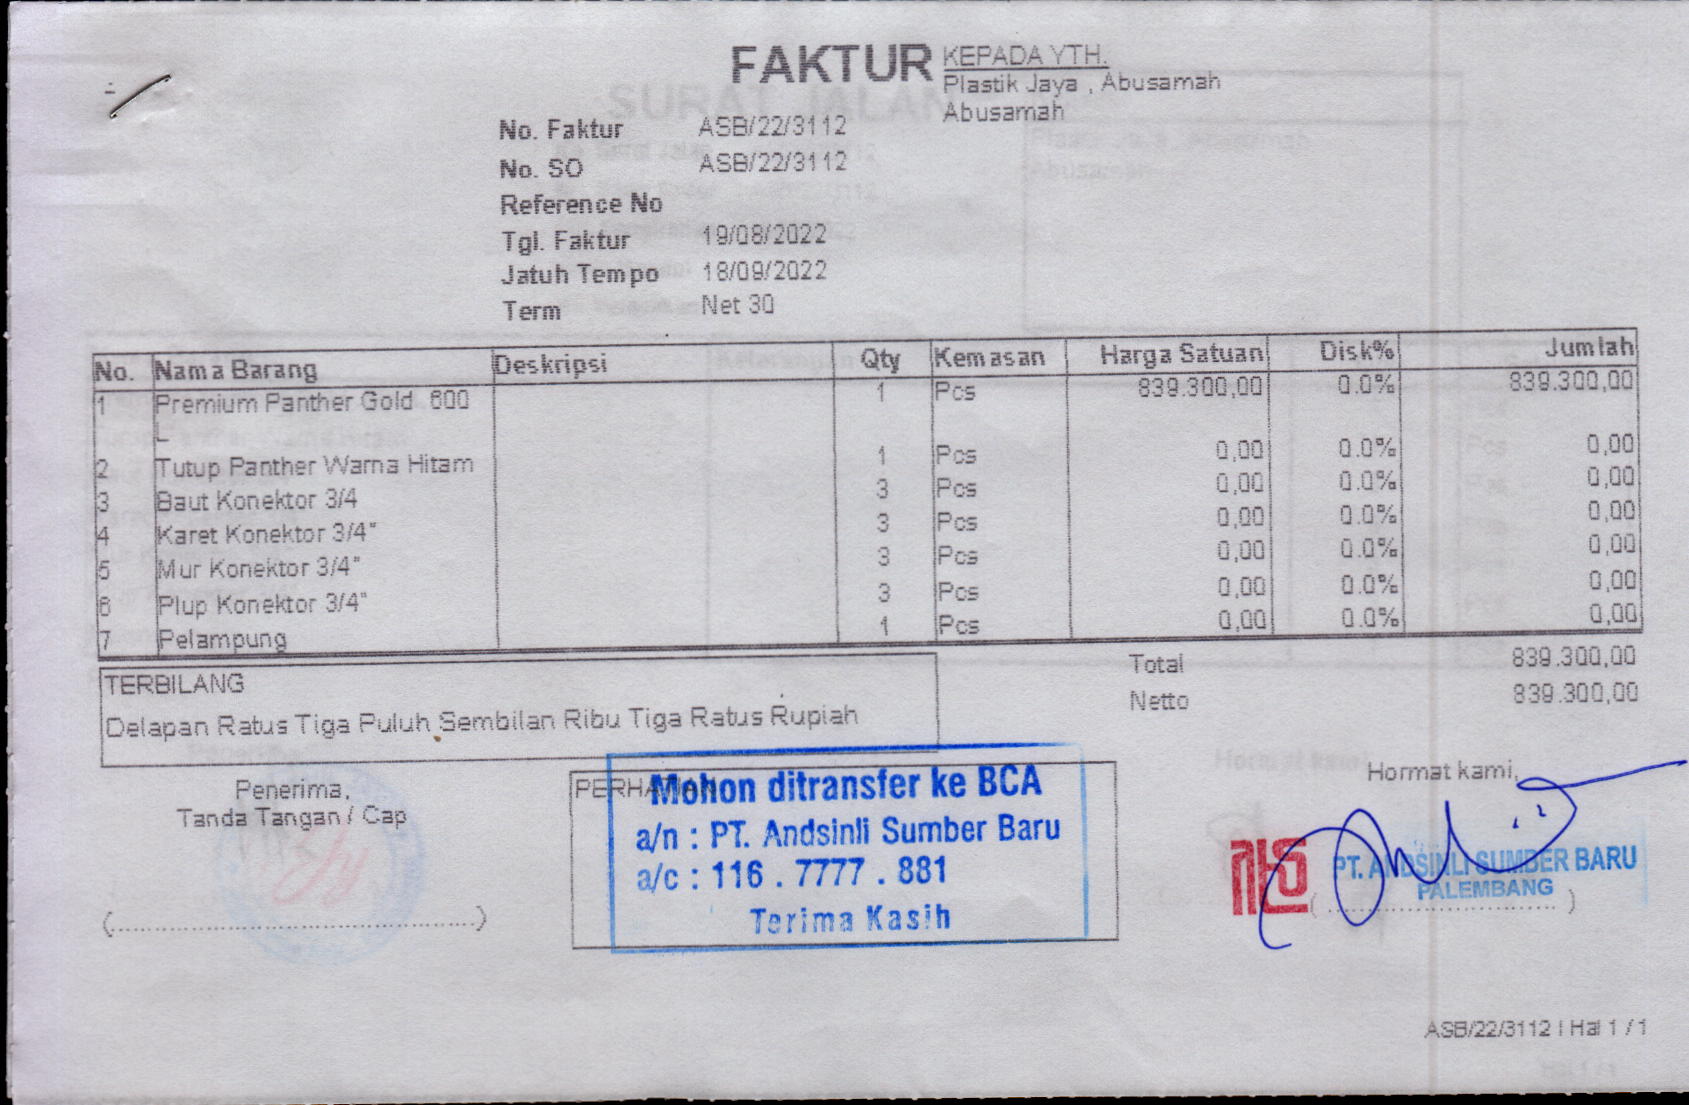 FAKTUR
KEPADA YTH.
Plastik Jaya , Abusamah
Abusamah
No. Faktur ASB/22/3112
No. SO ASB/22/3112
Reference No
Tgl. Faktur 19/08/2022
Jatuh Tempo 18/09/2022
Term Net 30
No. Nama Barang Deskripsi Qty Kemasan Harga Satuan Disk% Jumlah
1 Premium Panther Gold 600 1 Pcs 839.300,00 0.0% 839.300,00
L
2 Tutup Panther Warna Hitam 1 Pcs 0,00 0.0% 0,00
3 Baut Konektor 3/4 3 Pcs 0,00 0.0% 0,00
4 Karet Konektor 3/4" 3 Pcs 0,00 0.0% 0,00
5 Mur Konektor 3/4" 3 Pcs 0,00 0.0% 0,00
6 Plup Konektor 3/4" 3 Pcs 0,00 0.0% 0,00
7 Pelampung 1 Pcs 0,00 0.0% 0,00
Total 839.300,00
Netto 839.300,00
TERBILANG
Delapan Ratus Tiga Puluh Sembilan Ribu Tiga Ratus Rupiah
Penerima,
Tanda Tangan / Cap
(..................................................)
PERHATIAN
Mohon ditransfer ke BCA
a/n : PT. Andsinli Sumber Baru
a/c : 116 . 7777 . 881
Terima Kasih
Hormat kami,
PT. ANDSINLI SUMBER BARU
PALEMBANG
( .................................. )
ASB/22/3112 | Hal 1 / 1